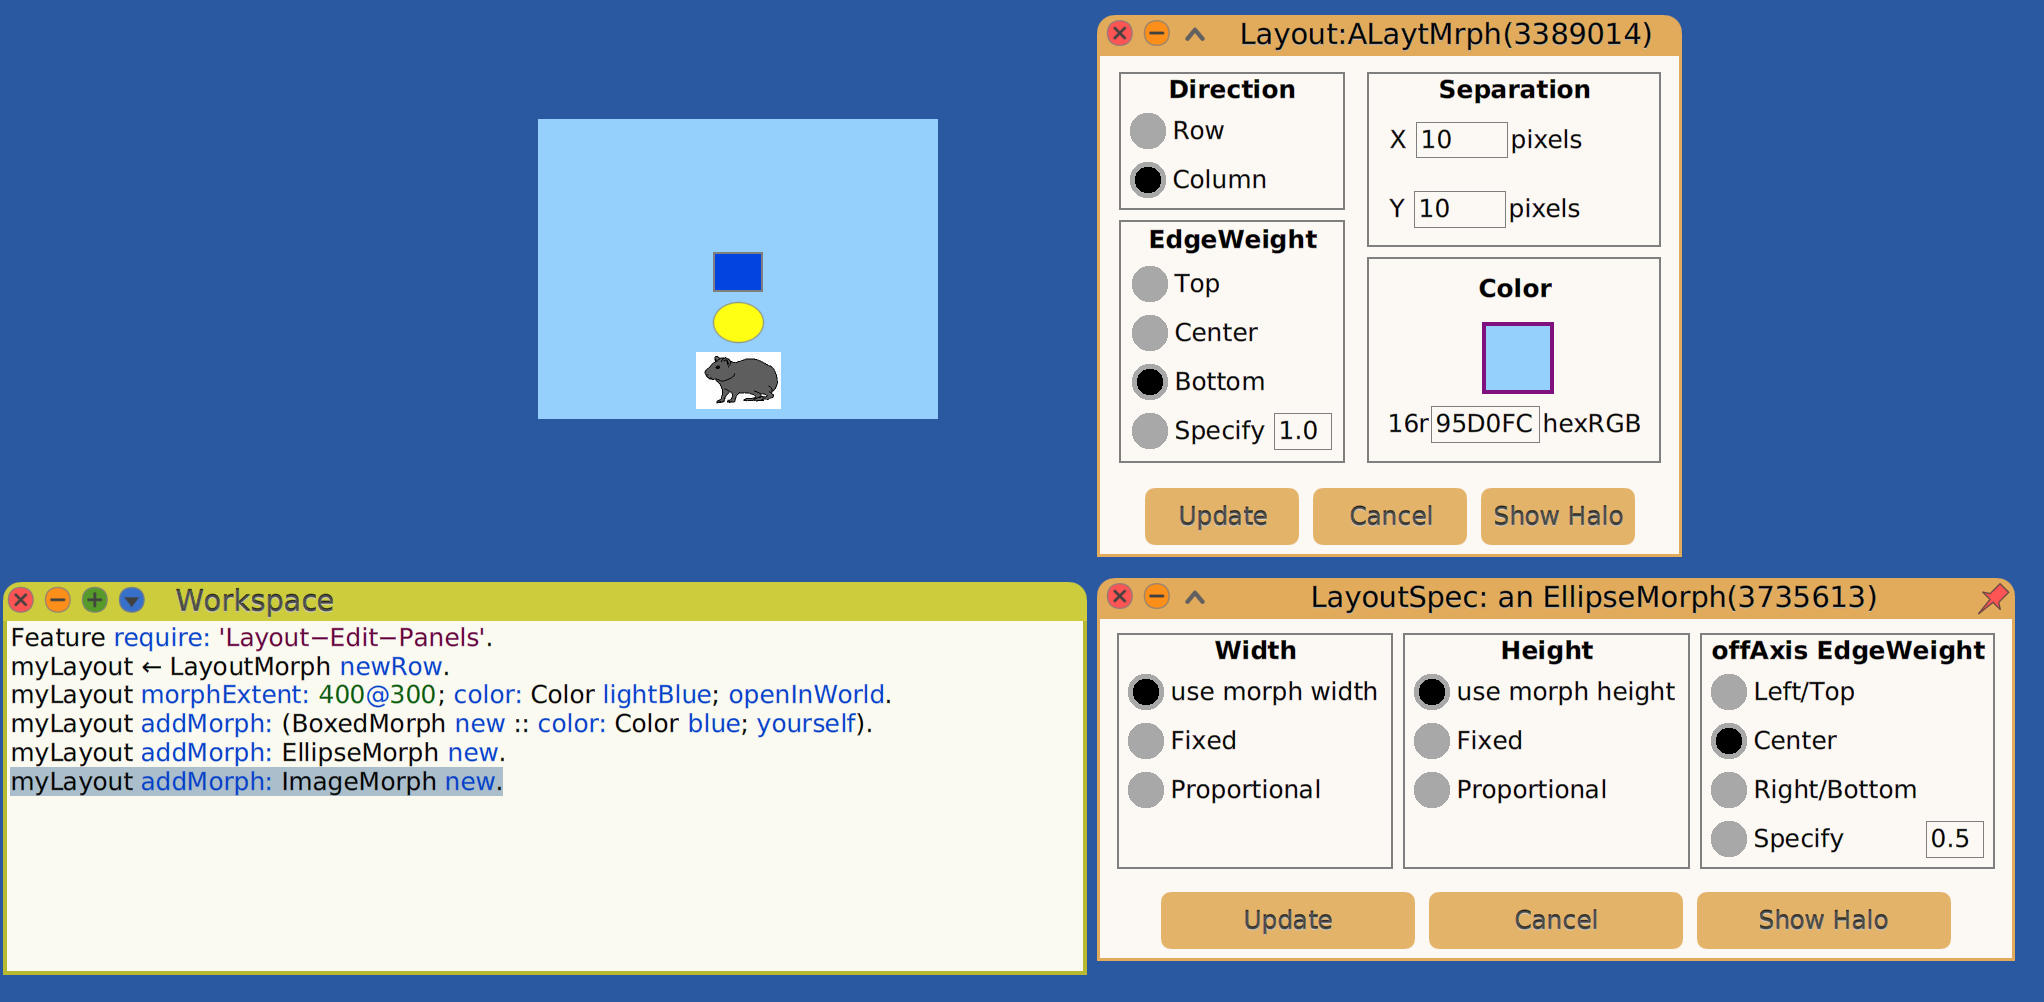 Layout:ALaytMrph(3389014)
Direction
Row
Column
Separation
X 10 pixels
Y 10 pixels
EdgeWeight
Top
Center
Bottom
Specify 1.0
Color
16r 95D0FC hexRGB
Update Cancel Show Halo
Workspace
Feature require: 'Layout−Edit−Panels'.
myLayout ← LayoutMorph newRow.
myLayout morphExtent: 400@300; color: Color lightBlue; openInWorld.
myLayout addMorph: (BoxedMorph new :: color: Color blue; yourself).
myLayout addMorph: EllipseMorph new.
myLayout addMorph: ImageMorph new.
LayoutSpec: an EllipseMorph(3735613)
Width
use morph width
Fixed
Proportional
Height
use morph height
Fixed
Proportional
offAxis EdgeWeight
Left/Top
Center
Right/Bottom
Specify 0.5
Update Cancel Show Halo